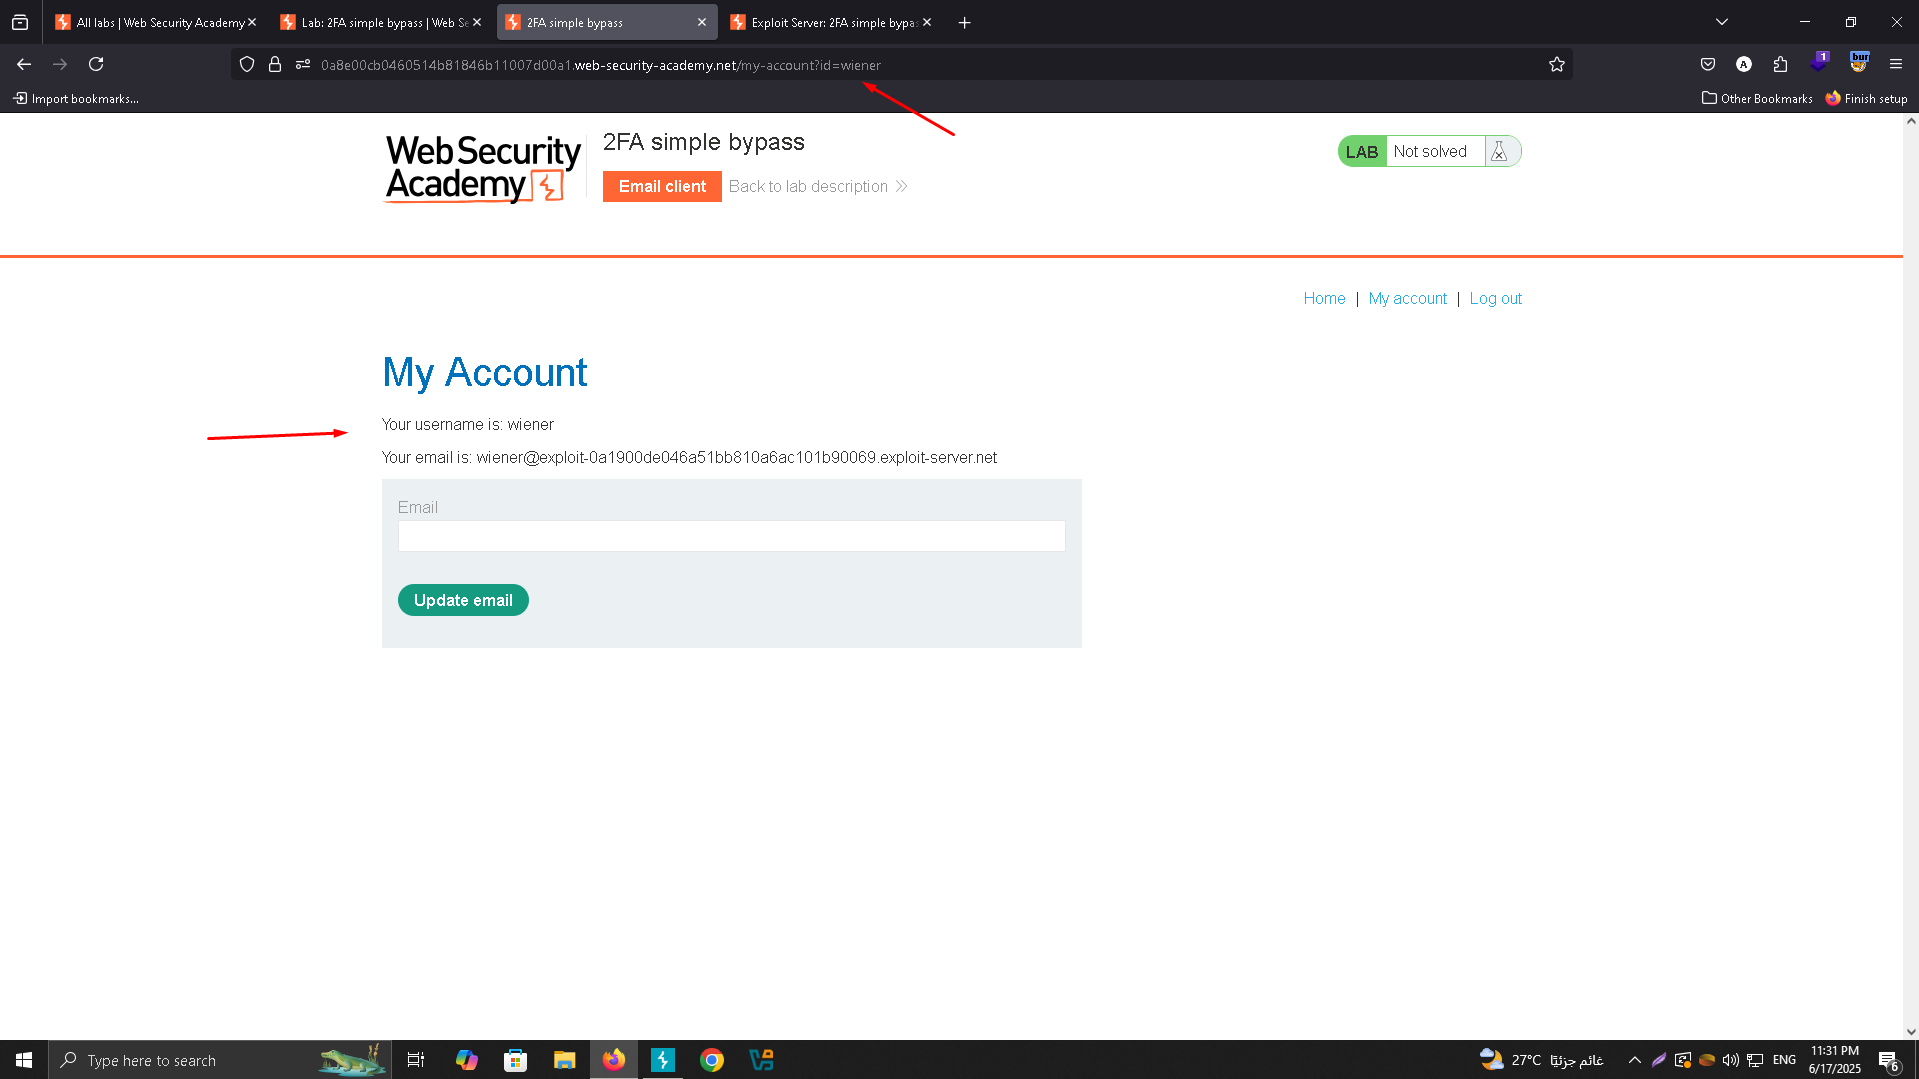 All labs | Web Security Academy
Lab: 2FA simple bypass | Web Se
2FA simple bypass
Exploit Server: 2FA simple bypas
0a8e00cb0460514b81846b11007d00a1.web-security-academy.net/my-account?id=wiener
A
1
bur
Import bookmarks...
Other Bookmarks
Finish setup
Web Security
Academy
2FA simple bypass
Email client
Back to lab description
LAB
Not solved
Home | My account | Log out
My Account
Your username is: wiener
Your email is: wiener@exploit-0a1900de046a51bb810a6ac101b90069.exploit-server.net
Email
Update email
Type here to search
27°C غائم جزئيًا
ENG
11:31 PM
6/17/2025
6